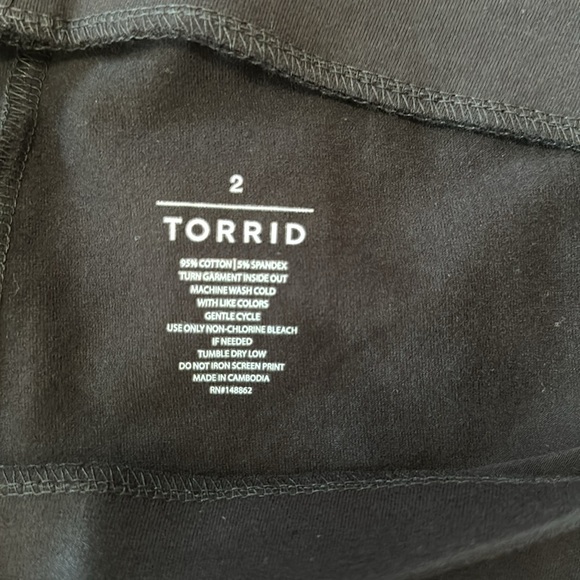 2
TORRID
95% COTTON | 5% SPANDEX
TURN GARMENT INSIDE OUT
MACHINE WASH COLD
WITH LIKE COLORS
GENTLE CYCLE
USE ONLY NON-CHLORINE BLEACH
IF NEEDED
TUMBLE DRY LOW
DO NOT IRON SCREEN PRINT
MADE IN CAMBODIA
RN#148862